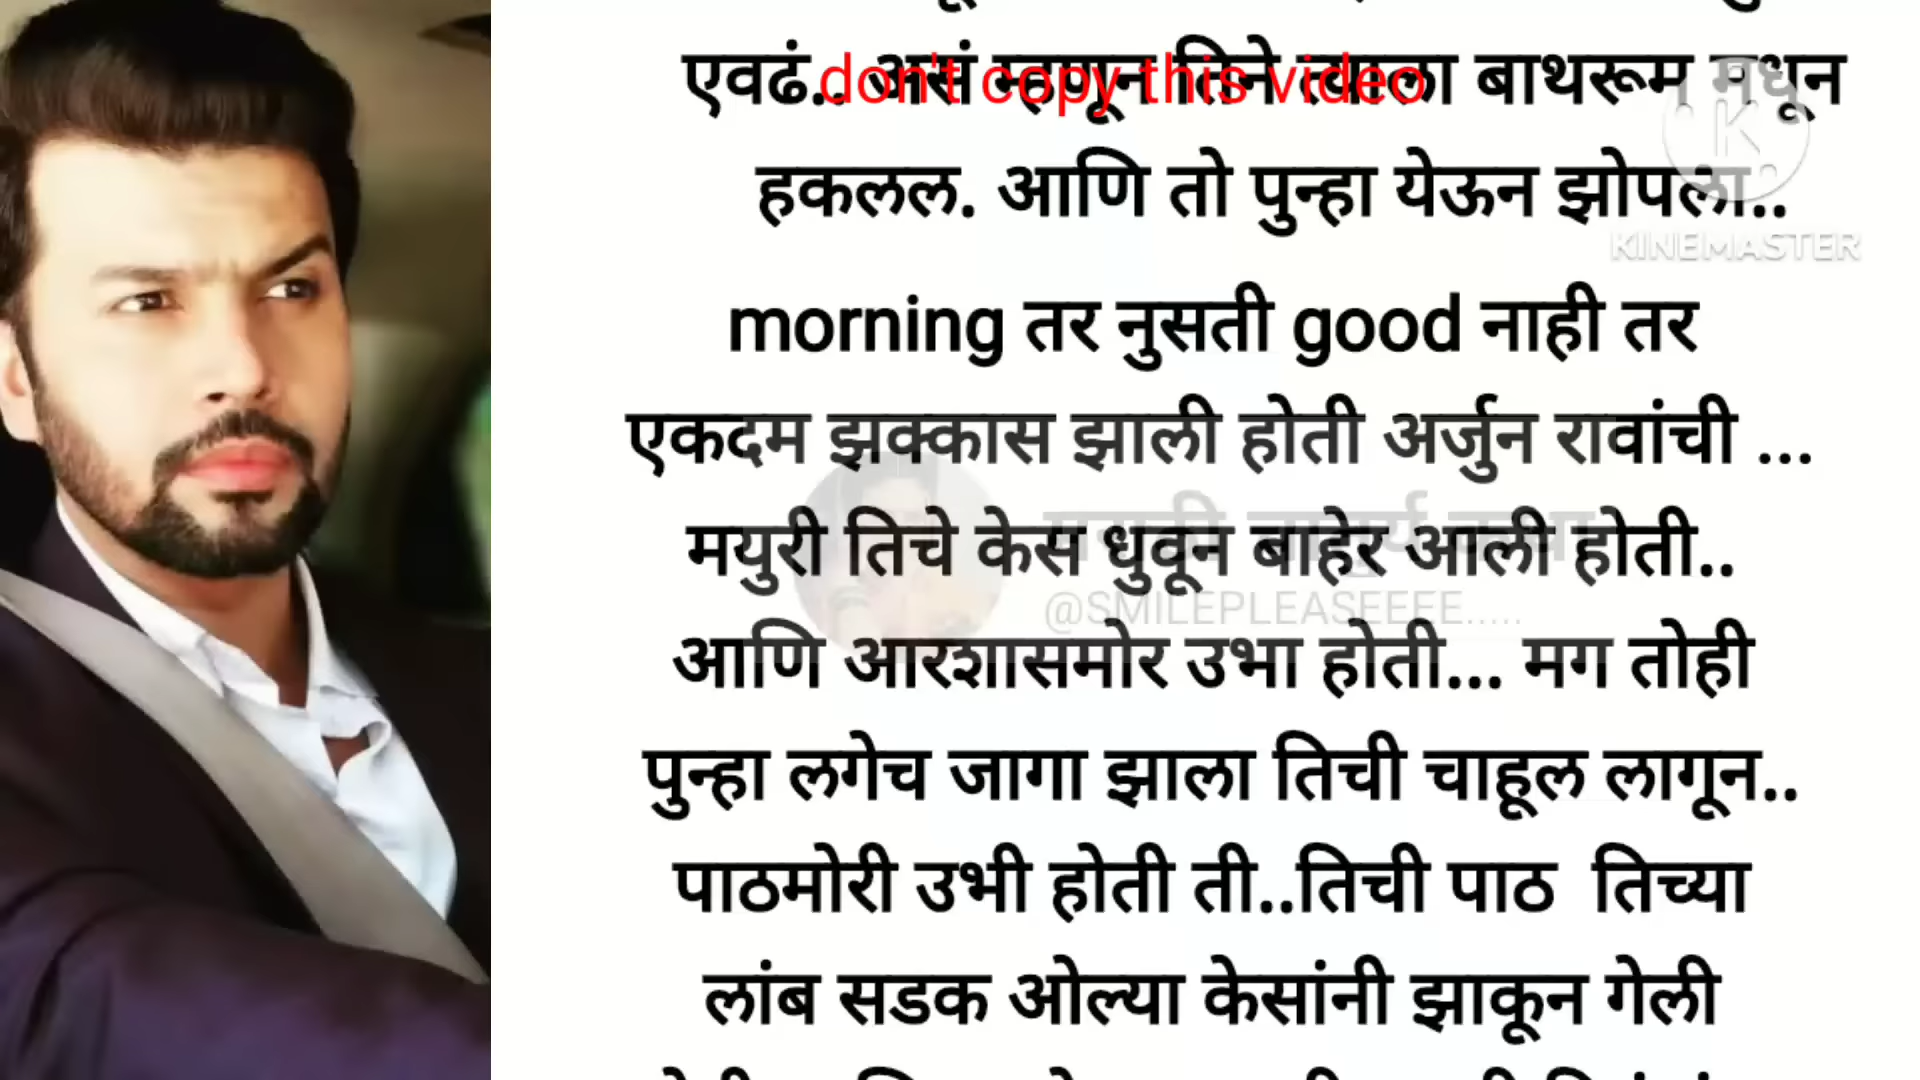 एवढं.. असं म्हणून तिने त्याला बाथरूम मधून
don't copy this video
हकलल. आणि तो पुन्हा येऊन झोपला..
KINEMASTER
morning तर नुसती good नाही तर
एकदम झक्कास झाली होती अर्जुन रावांची ...
मयुरी तिचे केस धुवून बाहेर आली होती..
@SMILEPLEASEEEE.....
आणि आरशासमोर उभा होती... मग तोही
पुन्हा लगेच जागा झाला तिची चाहूल लागून..
पाठमोरी उभी होती ती..तिची पाठ तिच्या
लांब सडक ओल्या केसांनी झाकून गेली